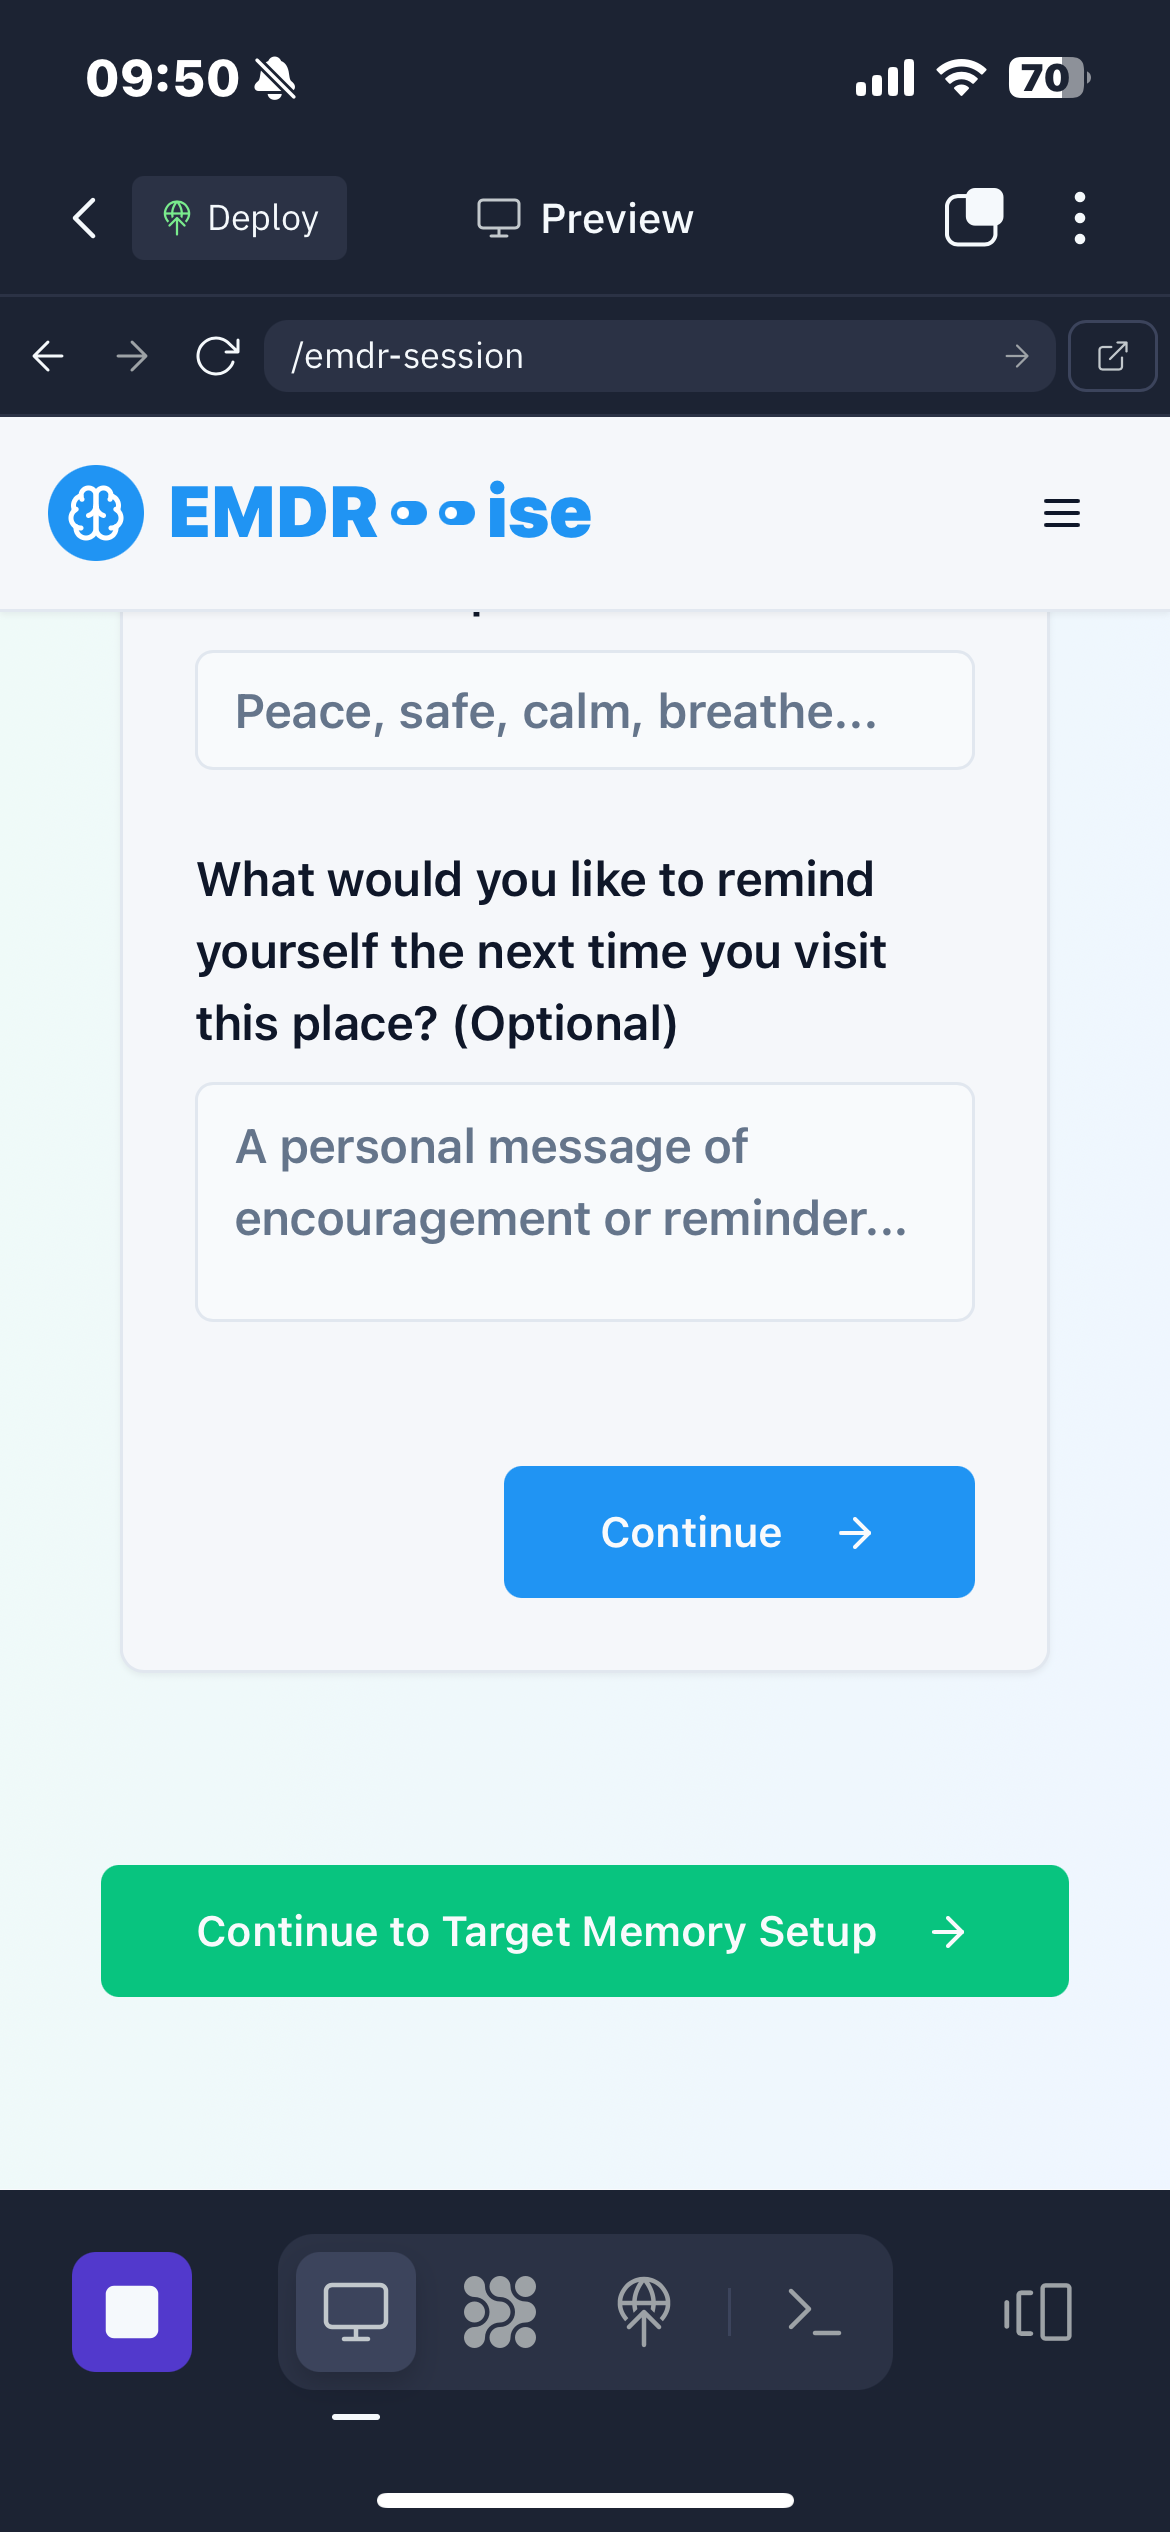 09:50
70
Deploy
Preview
/emdr-session
EMDR ise
Peace, safe, calm, breathe...
What would you like to remind
yourself the next time you visit
this place? (Optional)
A personal message of
encouragement or reminder...
Continue
Continue to Target Memory Setup